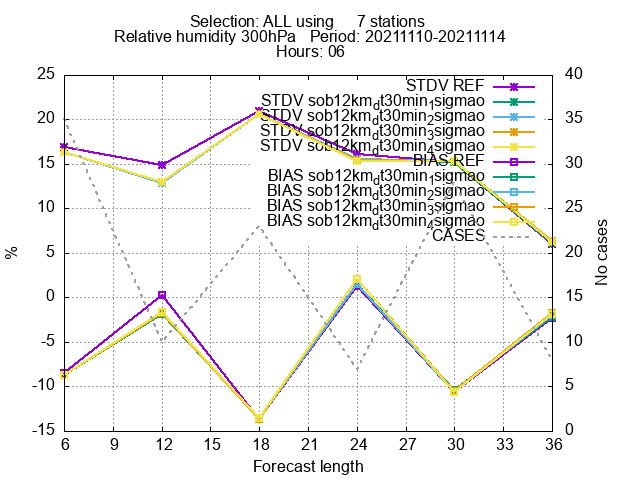 Selection: ALL using 7 stations
Relative humidity 300hPa Period: 20211110-20211114
Hours: 06
25
20
15
10
5
0
-5
-10
-15
%
40
35
30
25
20
15
10
5
0
No cases
STDV REF
STDV sob12km_dt30min_1sigmao
STDV sob12km_dt30min_2sigmao
STDV sob12km_dt30min_3sigmao
STDV sob12km_dt30min_4sigmao
BIAS REF
BIAS sob12km_dt30min_1sigmao
BIAS sob12km_dt30min_2sigmao
BIAS sob12km_dt30min_3sigmao
BIAS sob12km_dt30min_4sigmao
CASES
6 9 12 15 18 21 24 27 30 33 36
Forecast length